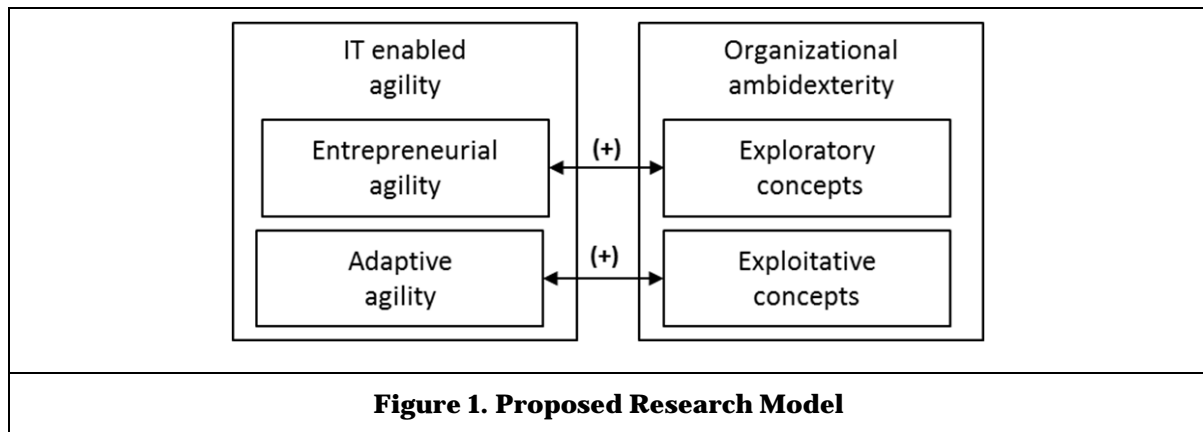 IT enabled
agility
Organizational
ambidexterity
Entrepreneurial
agility
(+)
Exploratory
concepts
Adaptive
agility
(+)
Exploitative
concepts
Figure 1. Proposed Research Model